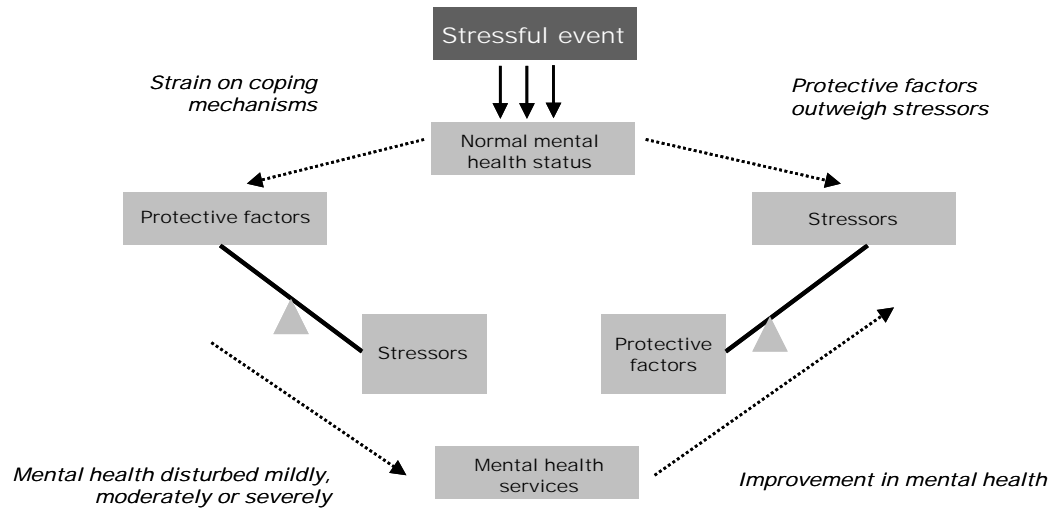 Stressful event
Strain on coping
mechanisms
Protective factors
outweigh stressors
Normal mental
health status
Protective factors
Stressors
Stressors
Protective
factors
Mental health
services
Mental health disturbed mildly,
moderately or severely
Improvement in mental health